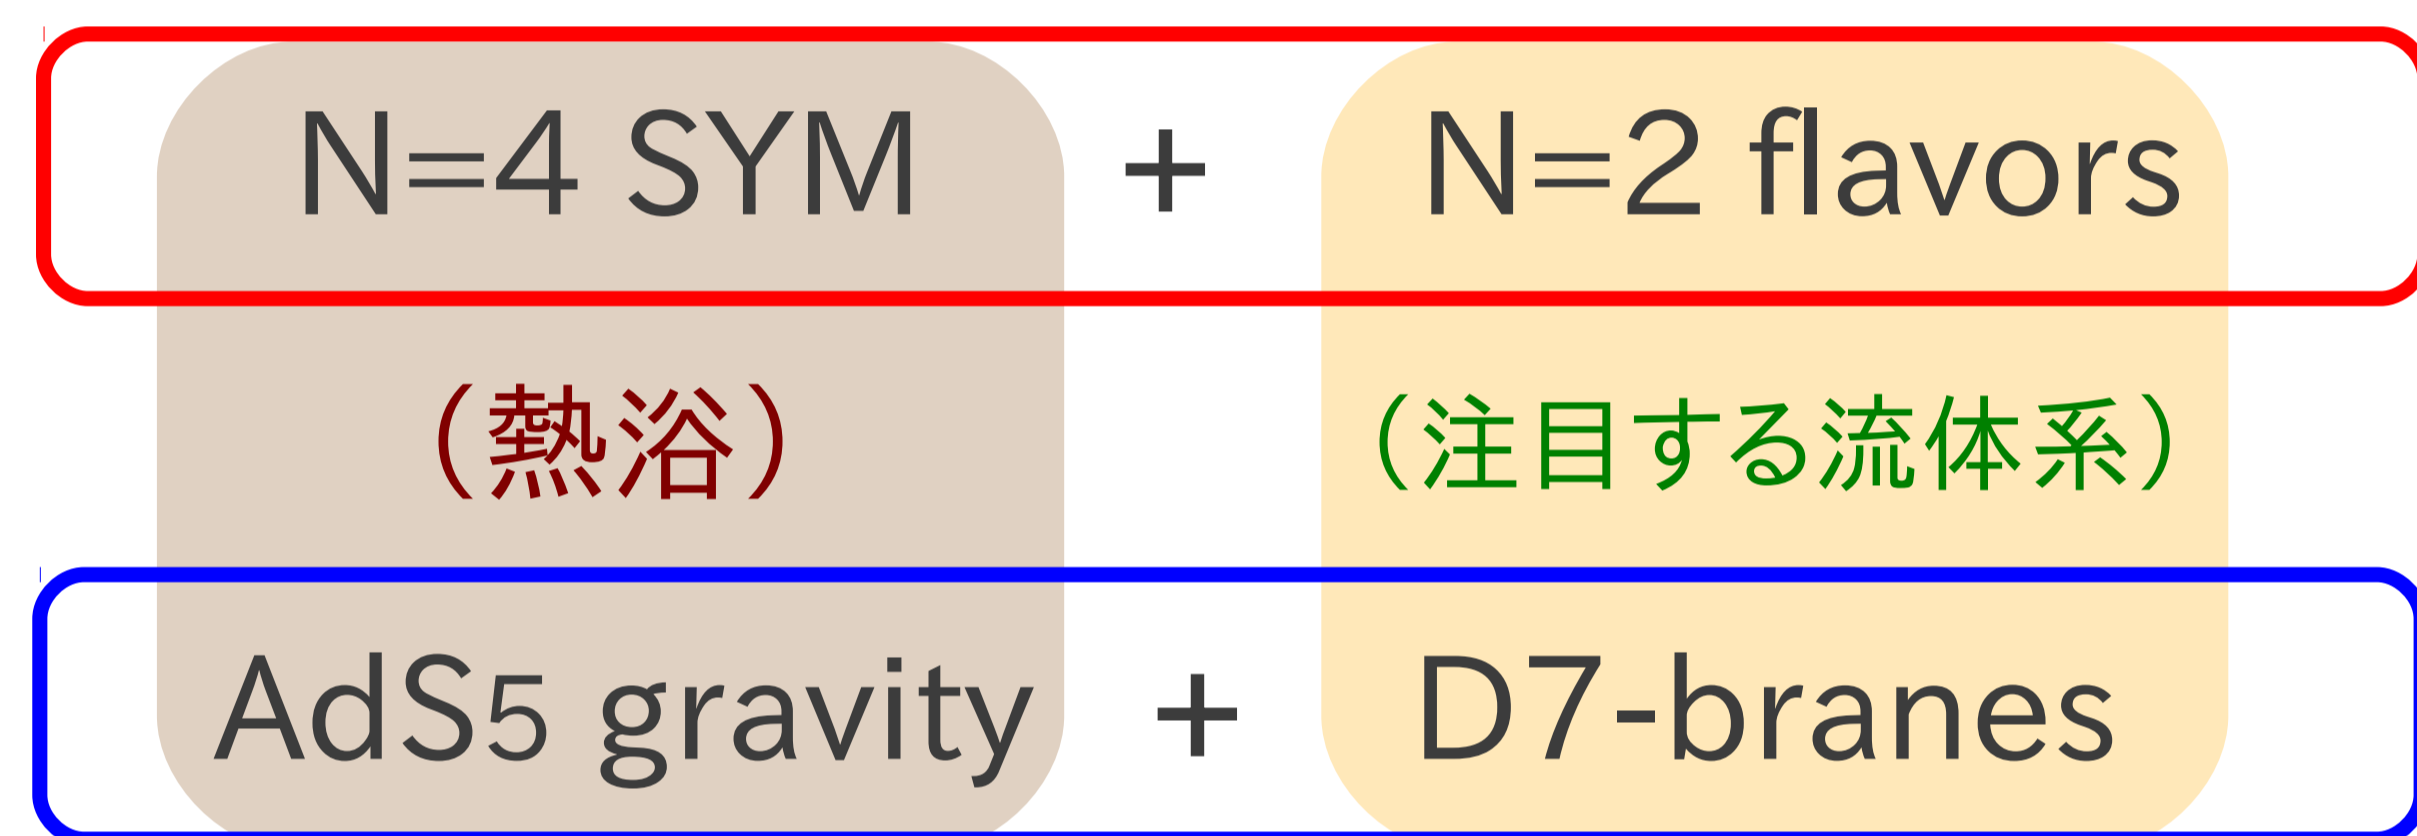 N=4 SYM + N=2 flavors
（熱浴） （注目する流体系）
AdS5 gravity + D7-branes